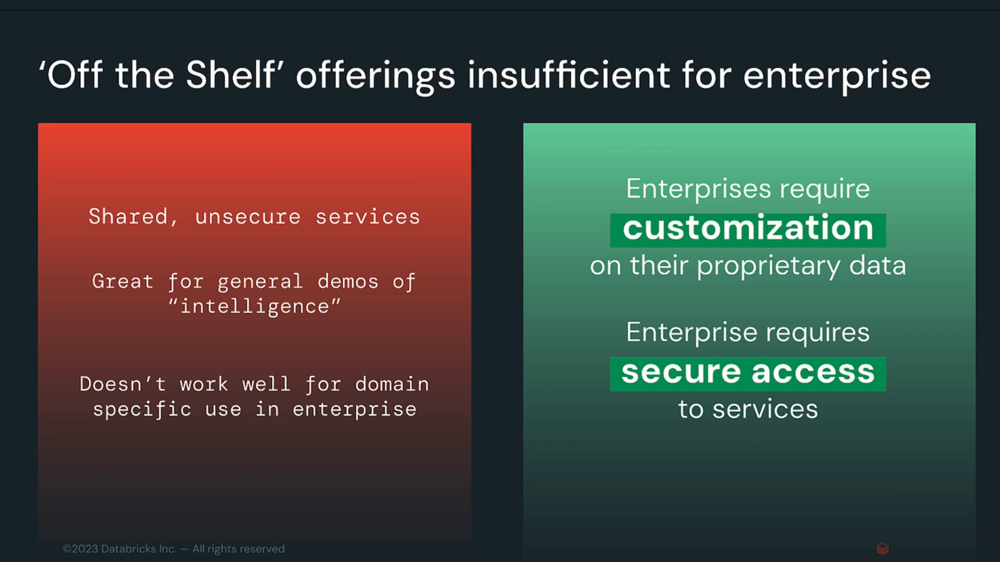 ‘Off the Shelf’ offerings insufficient for enterprise
Shared, unsecure services
Great for general demos of
“intelligence”
Doesn’t work well for domain
specific use in enterprise
Enterprises require
customization
on their proprietary data
Enterprise requires
secure access
to services
©2023 Databricks Inc. — All rights reserved